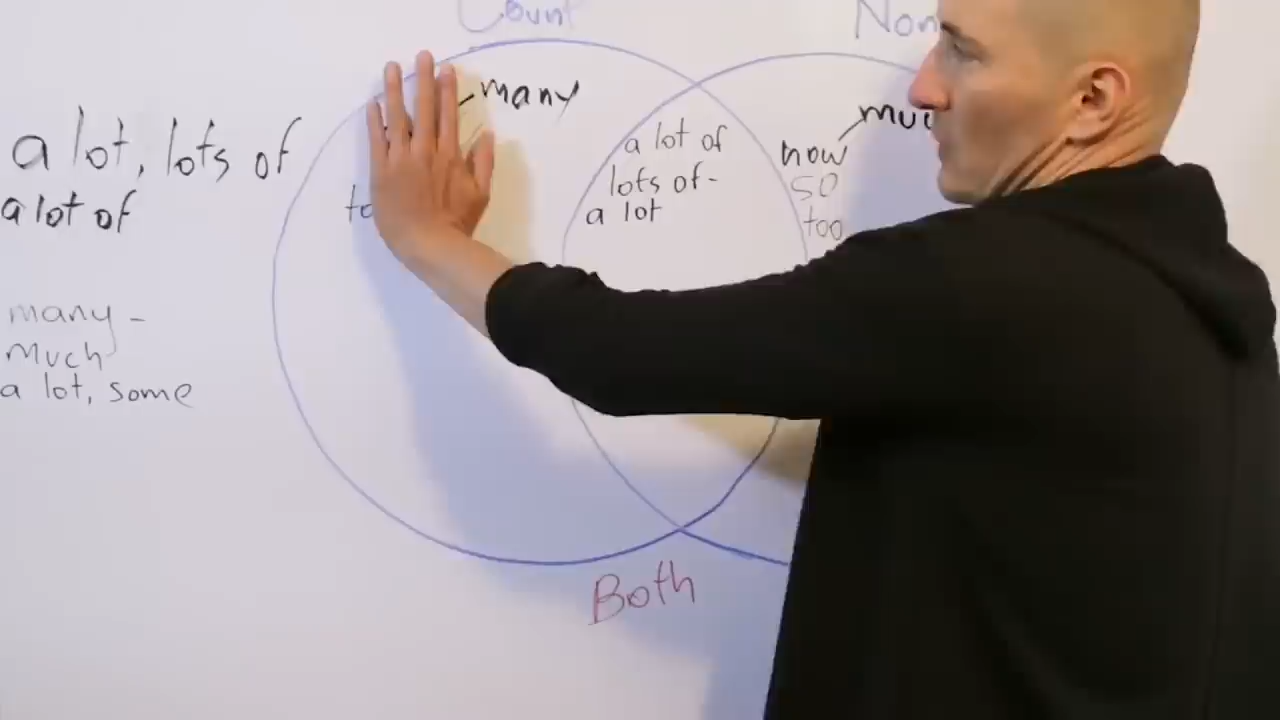 Count
many
a lot, lots of
a lot of
a lot of
lots of -
a lot
how
so
too
many -
much
a lot, some
Both